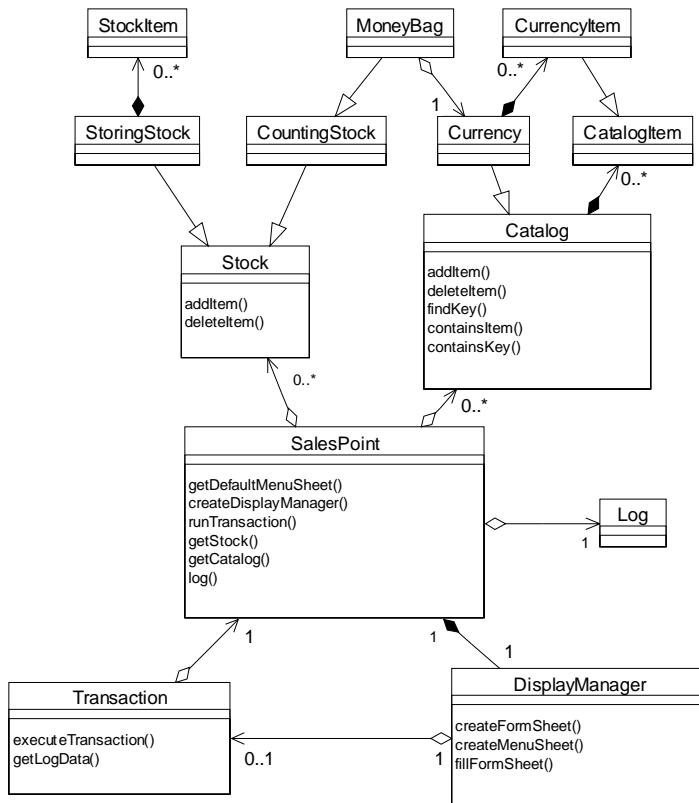 StockItem
MoneyBag
CurrencyItem
0..*
0..*
1
StoringStock
CountingStock
Currency
CatalogItem
0..*
Stock
addItem()
deleteItem()
Catalog
addItem()
deleteItem()
findKey()
containsItem()
containsKey()
0..*
0..*
SalesPoint
getDefaultMenuSheet()
createDisplayManager()
runTransaction()
getStock()
getCatalog()
log()
Log
1
1
1
1
Transaction
executeTransaction()
getLogData()
DisplayManager
createFormSheet()
createMenuSheet()
fillFormSheet()
0..1
1